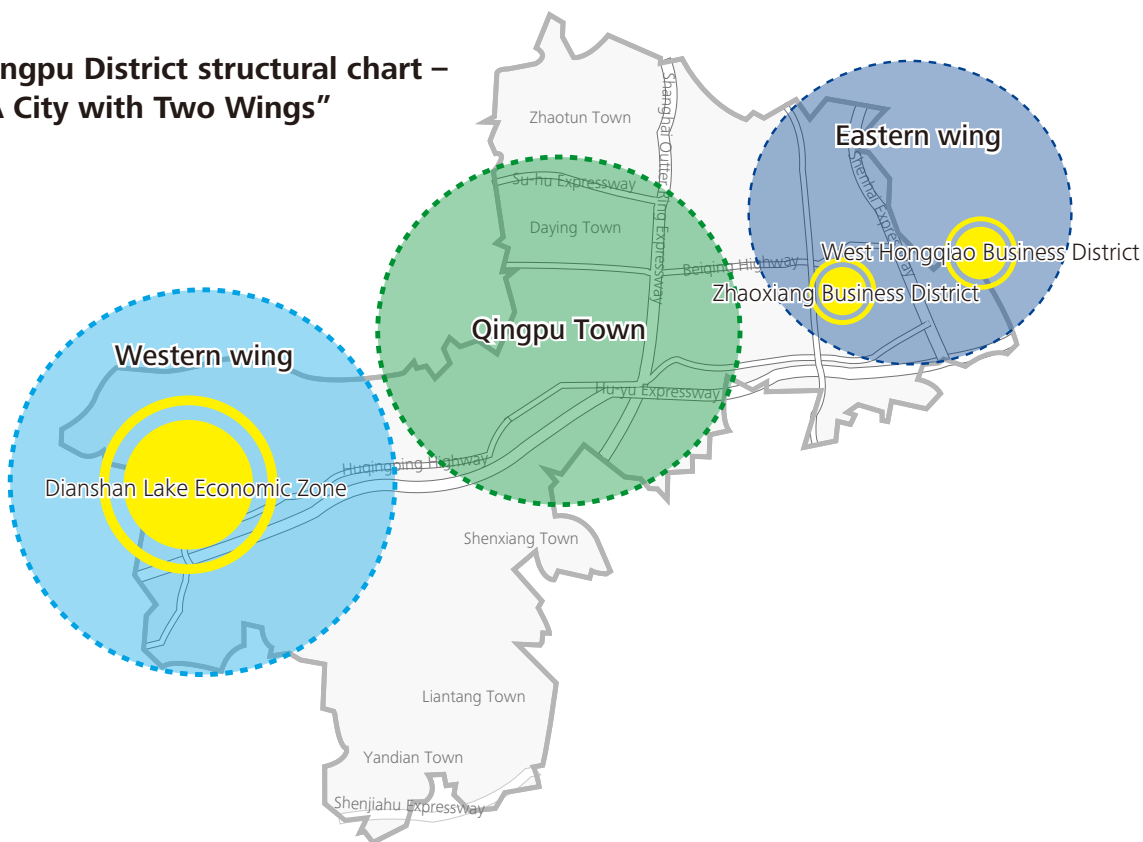 ngpu District structural chart –
A City with Two Wings”
Zhaotun Town
Shanghai Outter Ring Expressway
Eastern wing
Su-hu Expressway
Shenhai Expressway
Daying Town
West Hongqiao Business District
Beiqing Highway
Zhaoxiang Business District
Qingpu Town
Western wing
Hu-yu Expressway
Huqingping Highway
Dianshan Lake Economic Zone
Shenxiang Town
Liantang Town
Yandian Town
Shenjiahu Expressway